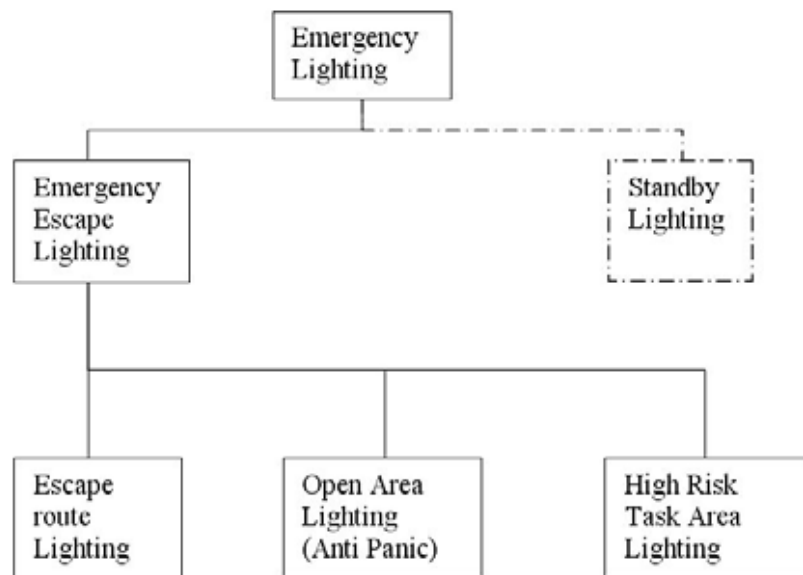 Emergency
Lighting
Emergency
Escape
Lighting
Standby
Lighting
Escape
route
Lighting
Open Area
Lighting
(Anti Panic)
High Risk
Task Area
Lighting